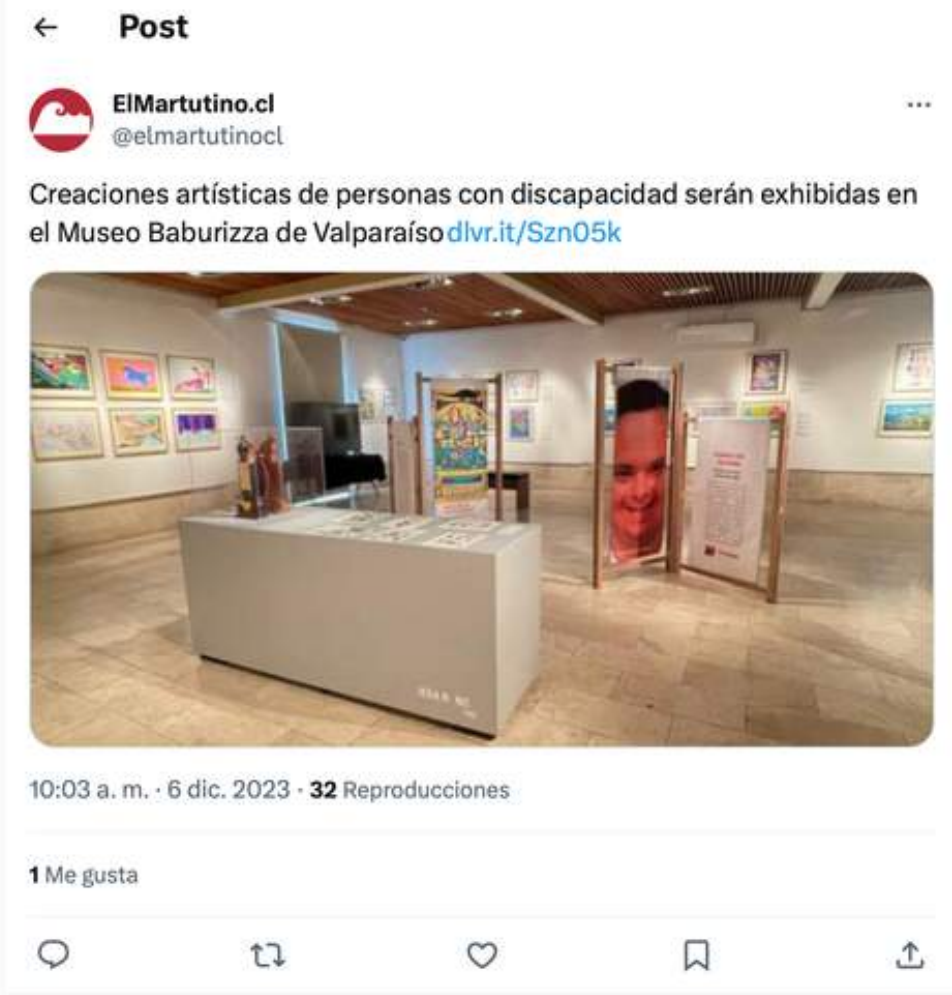 Post
ElMartutino.cl
@elmartutinocl
Creaciones artísticas de personas con discapacidad serán exhibidas en
el Museo Baburizza de Valparaíso dlvr.it/Szn05k
10:03 a. m. · 6 dic. 2023 · 32 Reproducciones
1 Me gusta